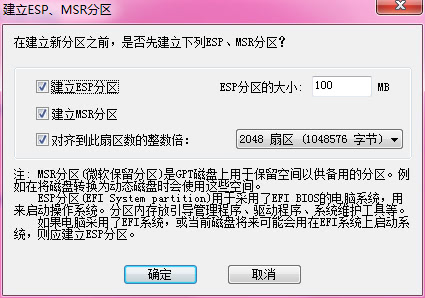 建立ESP、MSR分区
在建立新分区之前，是否先建立下列ESP、MSR分区?
建立ESP分区
ESP分区的大小: 100 MB
建立MSR分区
对齐到此扇区数的整数倍: 2048 扇区 (1048576 字节)
注: MSR分区(微软保留分区)是GPT磁盘上用于保留空间以供备用的分区。例
如在将磁盘转换为动态磁盘时会使用这些空间。
ESP分区(EFI System partition)用于采用了EFI BIOS的电脑系统，用
来启动操作系统。分区内存放引导管理程序、驱动程序、系统维护工具等。
如果电脑采用了EFI系统，或当前磁盘将来可能会用在EFI系统上启动系
统，则应建立ESP分区。
确定
取消